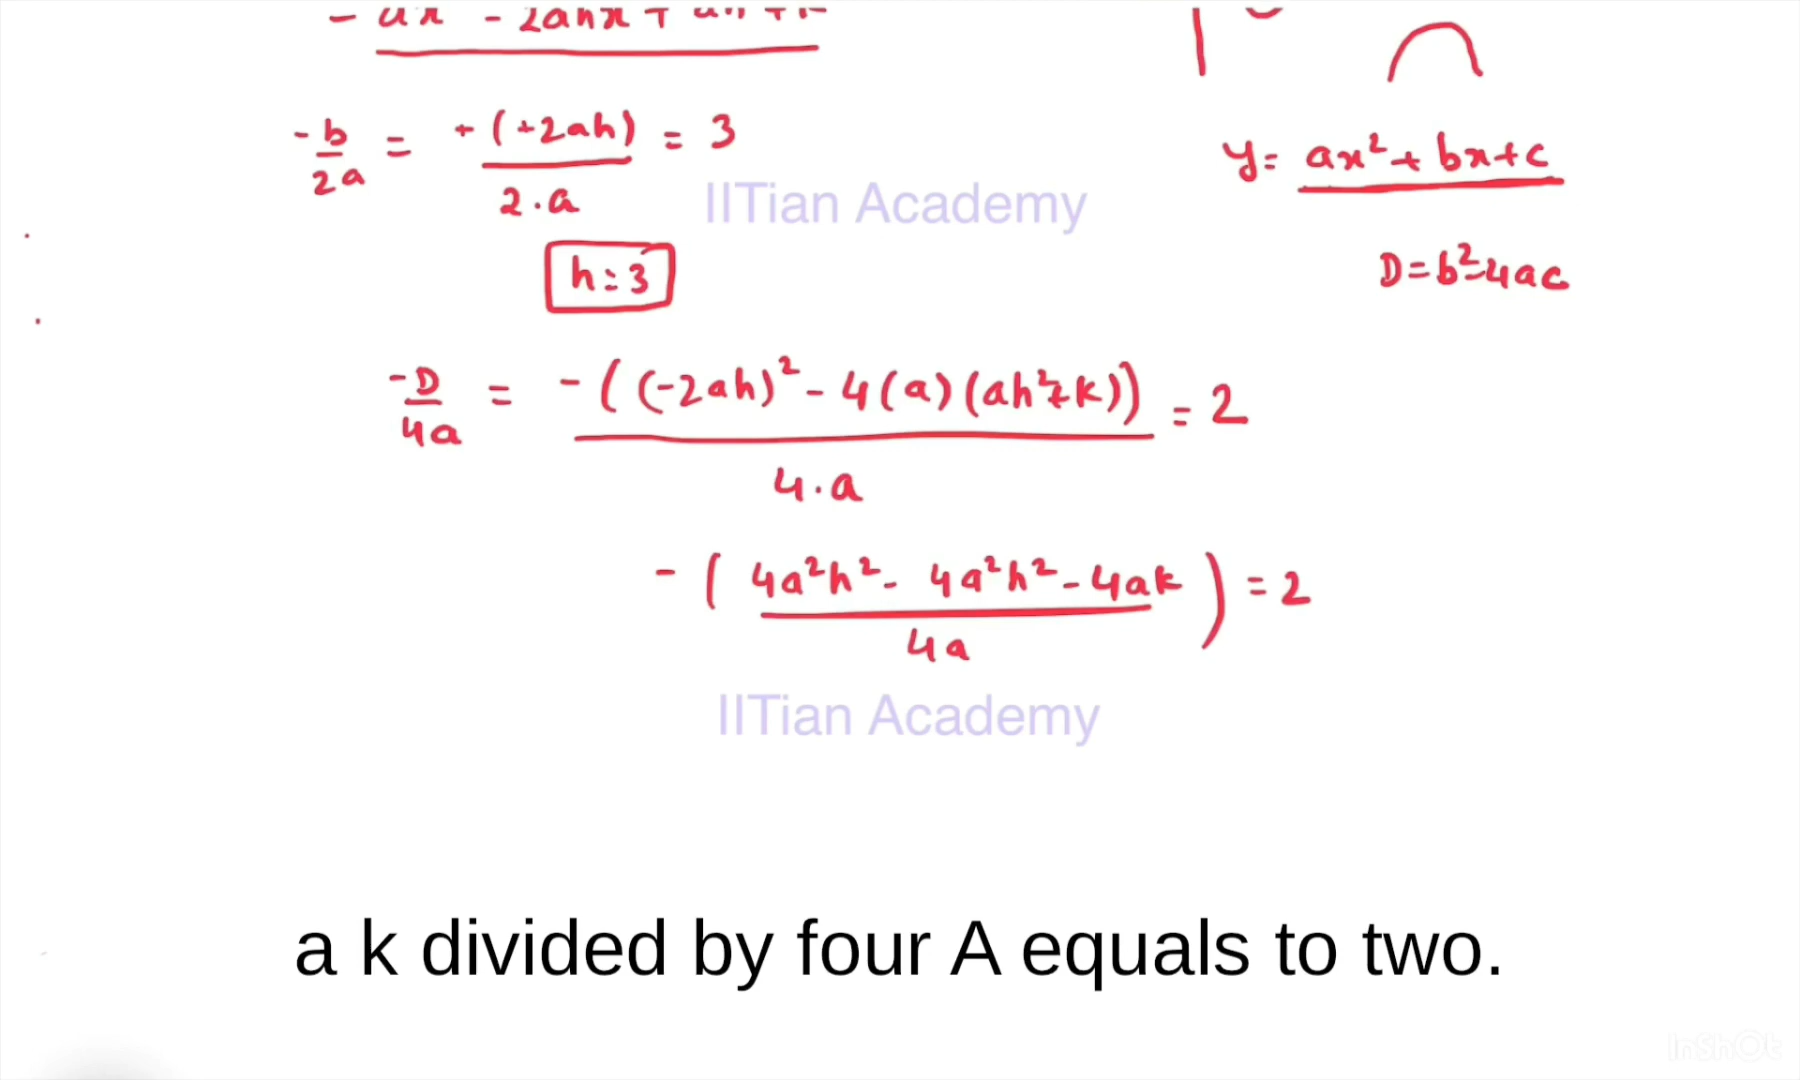 -b/2a = +(+2ah)/2.a = 3
y = ax² + bx + c
IITian Academy
h = 3
D = b² - 4ac
-D/4a = -((-2ah)² - 4(a)(ah² + k))/4.a = 2
-(4a²h² - 4a²h² - 4ak/4a) = 2
IITian Academy
a k divided by four A equals to two.
InShOt